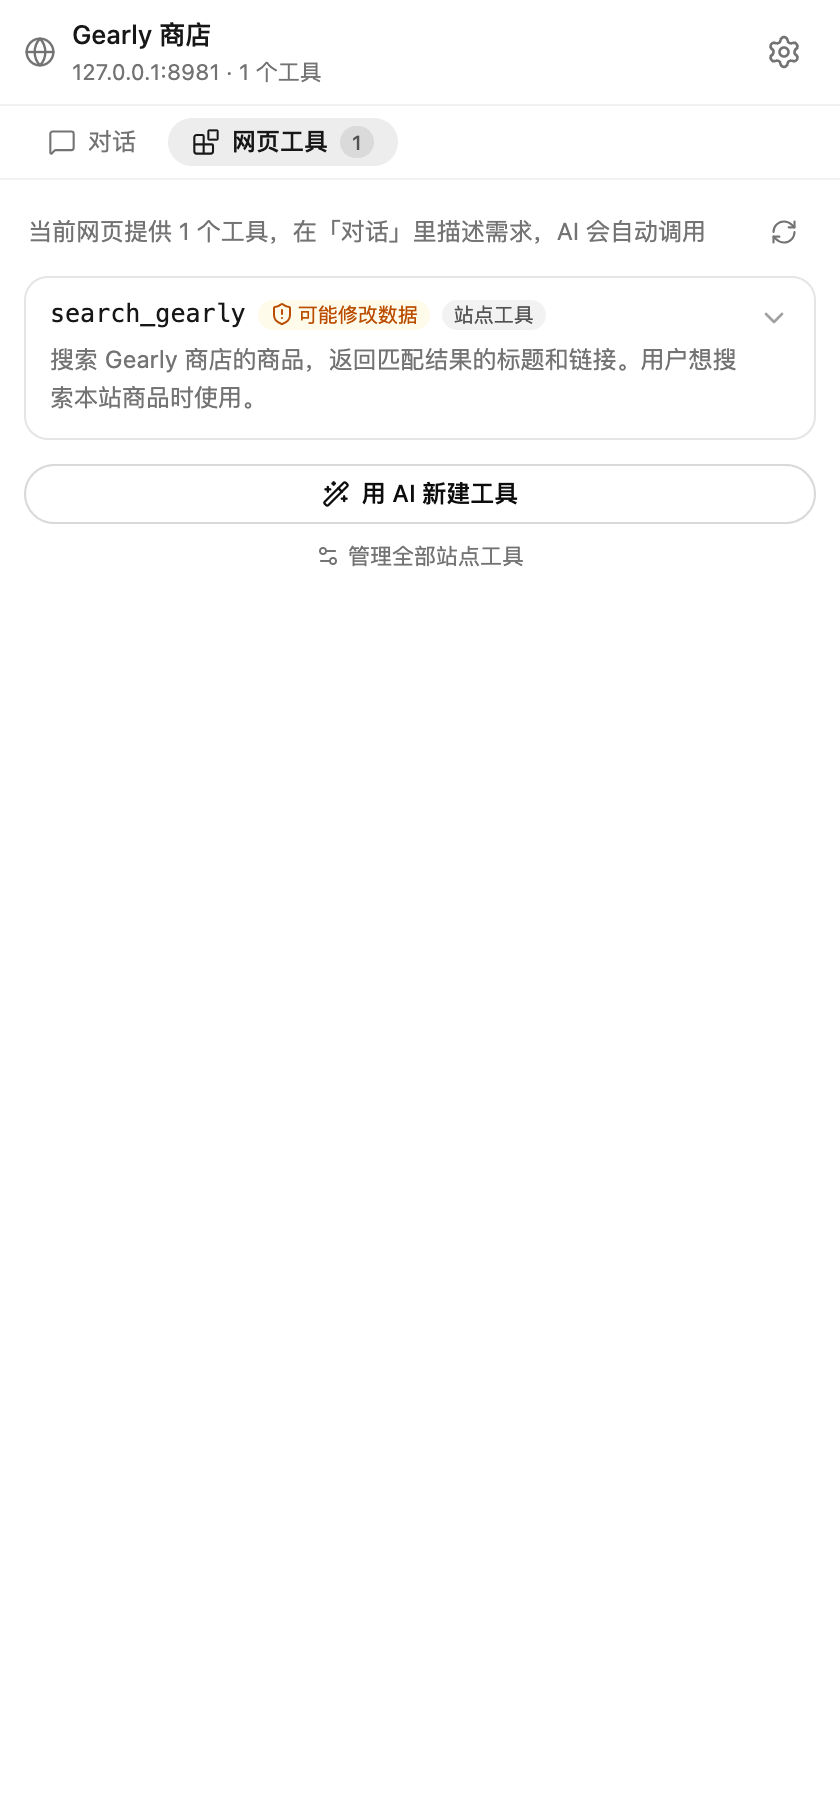 Gearly 商店
127.0.0.1:8981 · 1 个工具
对话
网页工具 1
当前网页提供 1 个工具，在「对话」里描述需求，AI 会自动调用
search_gearly 可能修改数据 站点工具
搜索 Gearly 商店的商品，返回匹配结果的标题和链接。用户想搜
索本站商品时使用。
用 AI 新建工具
管理全部站点工具